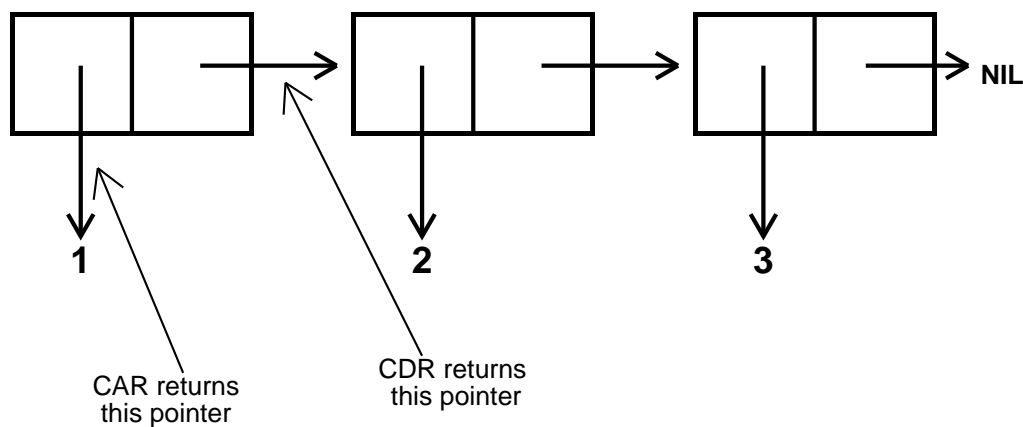 NIL
1
2
3
CAR returns
this pointer
CDR returns
this pointer